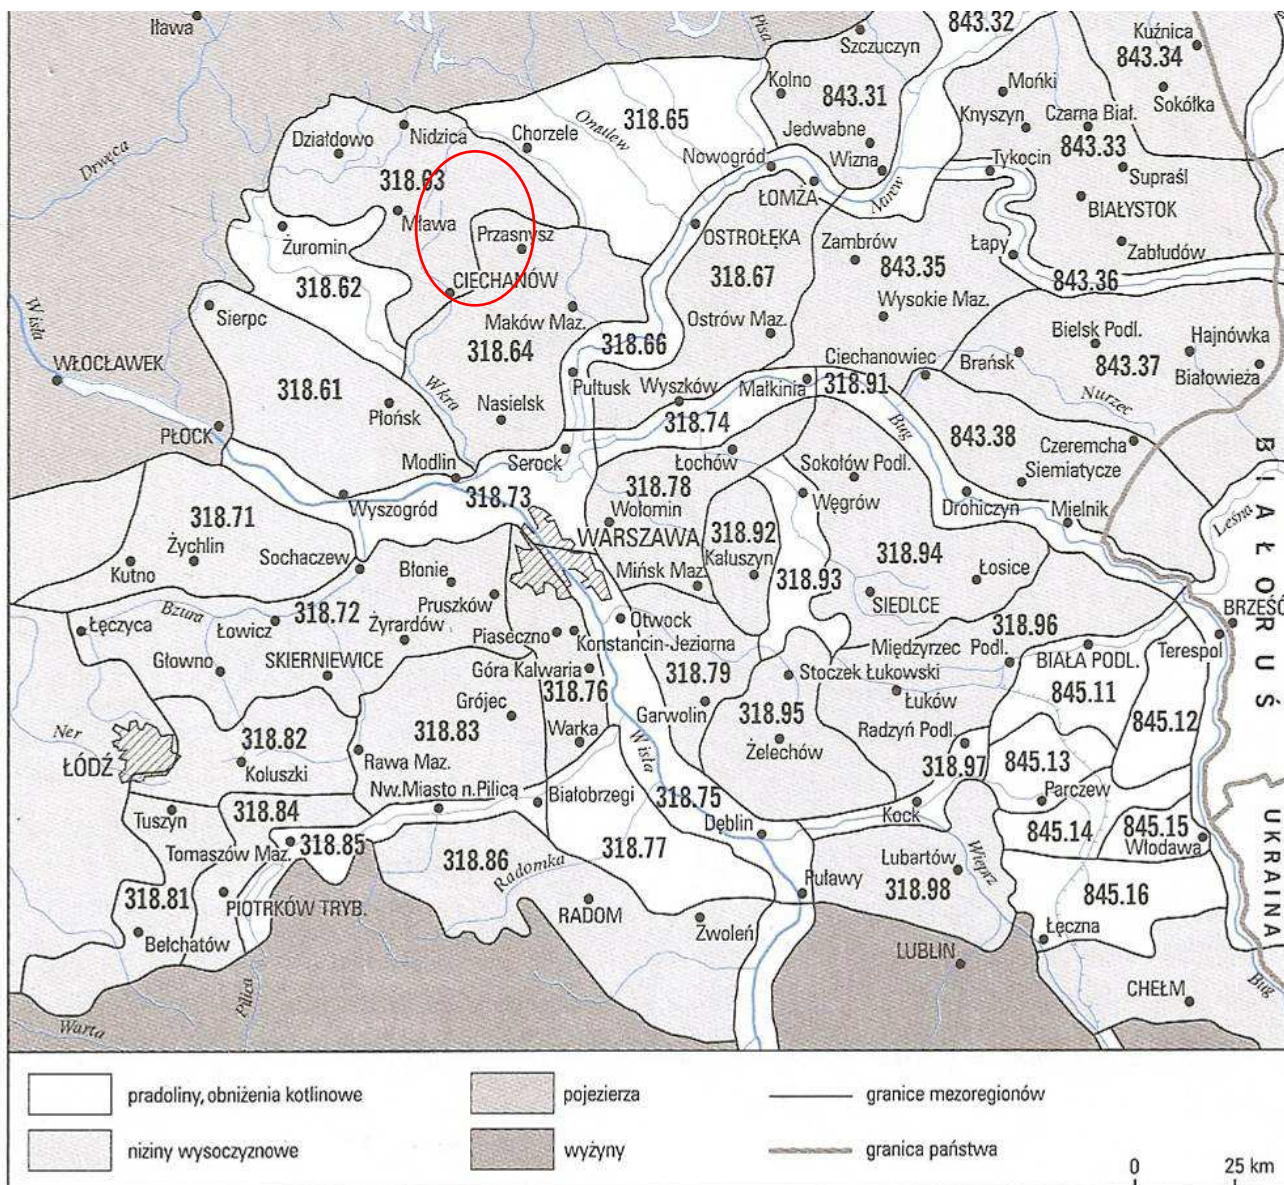 Iława
Pisa
Szczuczyn
843.32
Kuźnica
843.34
Kolno
843.31
Mońki
Sokółka
318.65
Omulew
Knyszyn
Czarna Biał.
Działdowo
Nidzica
Chorzele
Jedwabne
843.33
Drwęca
Nowogród
Wizna
Tykocin
Supraśl
318.63
ŁOMŻA
Narew
BIAŁYSTOK
Mława
Żuromin
Przasnysz
OSTROŁĘKA
Zambrów
Łapy
Zabłudów
318.62
CIECHANÓW
318.67
843.35
843.36
Wisła
Sierpc
Maków Maz.
Wysokie Maz.
Ostrów Maz.
Bielsk Podl.
Hajnówka
318.64
318.66
Ciechanowiec
Brańsk
843.37
WŁOCŁAWEK
318.61
Wkra
Pułtusk
Wyszków
Małkinia
318.91
Białowieża
Płońsk
Nasielsk
318.74
Bug
Nurzec
PŁOCK
843.38
Czeremcha
Modlin
Serock
Łochów
Sokołów Podl.
Siemiatycze
318.73
318.78
Węgrów
Wyszogród
Wołomin
Drohiczyn
Mielnik
Leśna
318.71
WARSZAWA
318.92
Żychlin
Sochaczew
318.94
Kutno
Błonie
Mińsk Maz.
Kałuszyn
318.93
Łosice
Bzura
318.72
Pruszków
SIEDLCE
BRZEŚĆ
Łęczyca
Łowicz
Żyrardów
Otwock
318.96
Piaseczno
Konstancin-Jeziorna
Międzyrzec Podl.
Terespol
Głowno
SKIERNIEWICE
Góra Kalwaria
318.79
Stoczek Łukowski
BIAŁA PODL.
318.76
Grójec
Garwolin
318.95
Łuków
845.11
845.12
Ner
318.82
318.83
Warka
Wisła
Żelechów
Radzyń Podl.
ŁÓDŹ
Koluszki
Rawa Maz.
318.97
845.13
Nw.Miasto n.Pilicą
Białobrzegi
318.75
Parczew
Tuszyn
318.84
Dęblin
Kock
845.14
845.15
Tomaszów Maz.
318.85
318.77
Włodawa
318.86
Radomka
Lubartów
Wieprz
318.81
PIOTRKÓW TRYB.
RADOM
Puławy
318.98
845.16
Bełchatów
Zwoleń
Łęczna
LUBLIN
Pilica
CHEŁM
Bug
Warta
BIAŁORUŚ
UKRAINA
pradoliny, obniżenia kotlinowe
pojezierza
granice mezoregionów
niziny wysoczyznowe
wyżyny
granica państwa
0 25 km